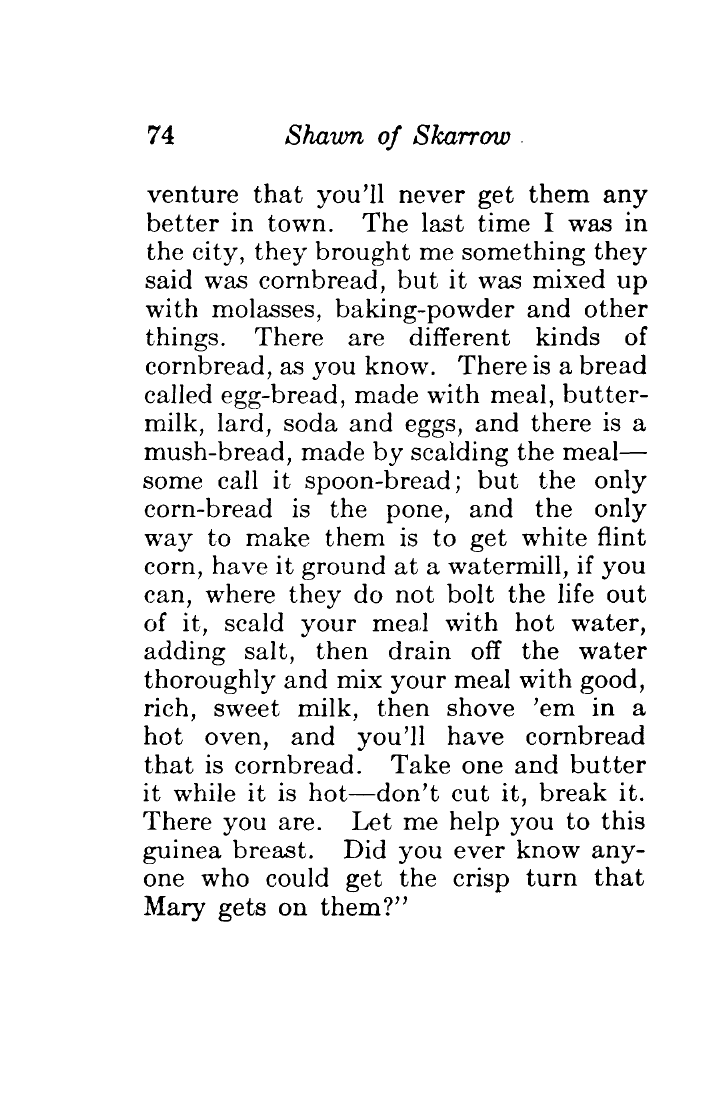 74 Shawn of Skarrow
venture that you'll never get them any
better in town. The last time I was in
the city, they brought me something they
said was cornbread, but it was mixed up
with molasses, baking-powder and other
things. There are different kinds of
cornbread, as you know. There is a bread
called egg-bread, made with meal, butter-
milk, lard, soda and eggs, and there is a
mush-bread, made by scalding the meal—
some call it spoon-bread; but the only
corn-bread is the pone, and the only
way to make them is to get white flint
corn, have it ground at a watermill, if you
can, where they do not bolt the life out
of it, scald your meal with hot water,
adding salt, then drain off the water
thoroughly and mix your meal with good,
rich, sweet milk, then shove 'em in a
hot oven, and you'll have cornbread
that is cornbread. Take one and butter
it while it is hot—don't cut it, break it.
There you are. Let me help you to this
guinea breast. Did you ever know any-
one who could get the crisp turn that
Mary gets on them?"